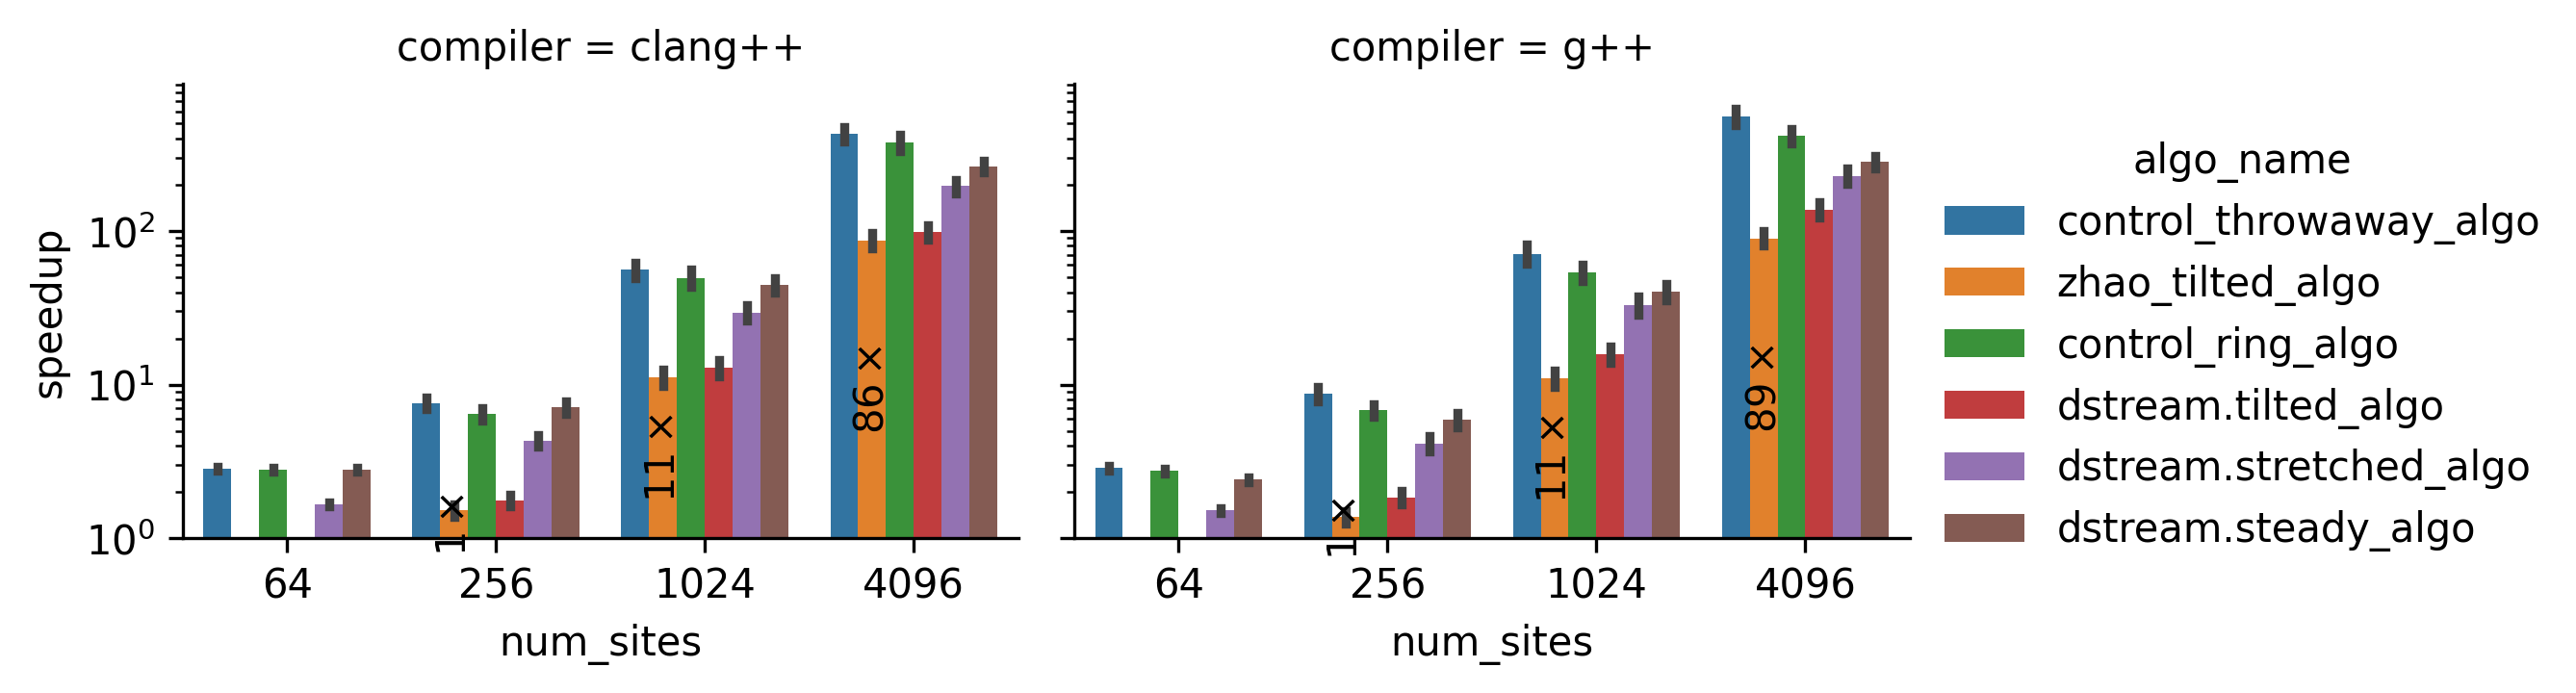 compiler = clang++
compiler = g++
speedup
10²
10¹
10⁰
1 ×
11 ×
86 ×
64
256
1024
4096
num_sites
1 ×
11 ×
89 ×
64
256
1024
4096
num_sites
algo_name
control_throwaway_algo
zhao_tilted_algo
control_ring_algo
dstream.tilted_algo
dstream.stretched_algo
dstream.steady_algo